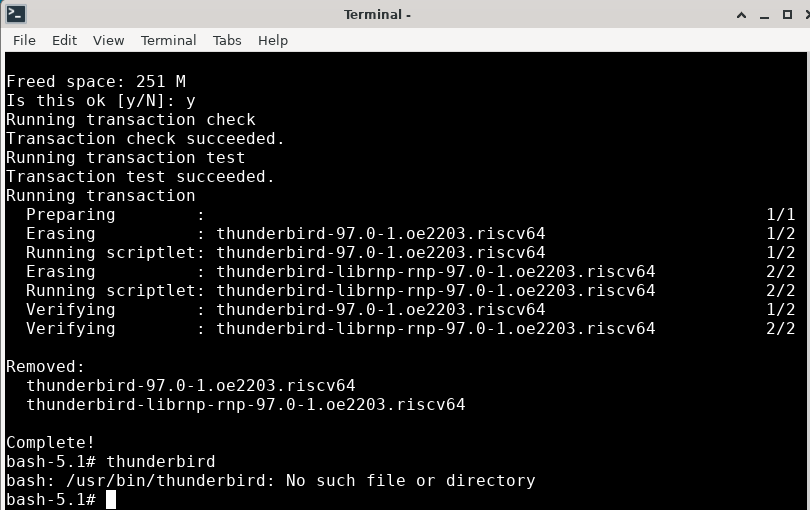 Terminal -
File Edit View Terminal Tabs Help
Freed space: 251 M
Is this ok [y/N]: y
Running transaction check
Transaction check succeeded.
Running transaction test
Transaction test succeeded.
Running transaction
  Preparing        :                                                        1/1
  Erasing          : thunderbird-97.0-1.oe2203.riscv64                      1/2
  Running scriptlet: thunderbird-97.0-1.oe2203.riscv64                      1/2
  Erasing          : thunderbird-librnp-rnp-97.0-1.oe2203.riscv64           2/2
  Running scriptlet: thunderbird-librnp-rnp-97.0-1.oe2203.riscv64           2/2
  Verifying        : thunderbird-97.0-1.oe2203.riscv64                      1/2
  Verifying        : thunderbird-librnp-rnp-97.0-1.oe2203.riscv64           2/2
Removed:
  thunderbird-97.0-1.oe2203.riscv64
  thunderbird-librnp-rnp-97.0-1.oe2203.riscv64
Complete!
bash-5.1# thunderbird
bash: /usr/bin/thunderbird: No such file or directory
bash-5.1#